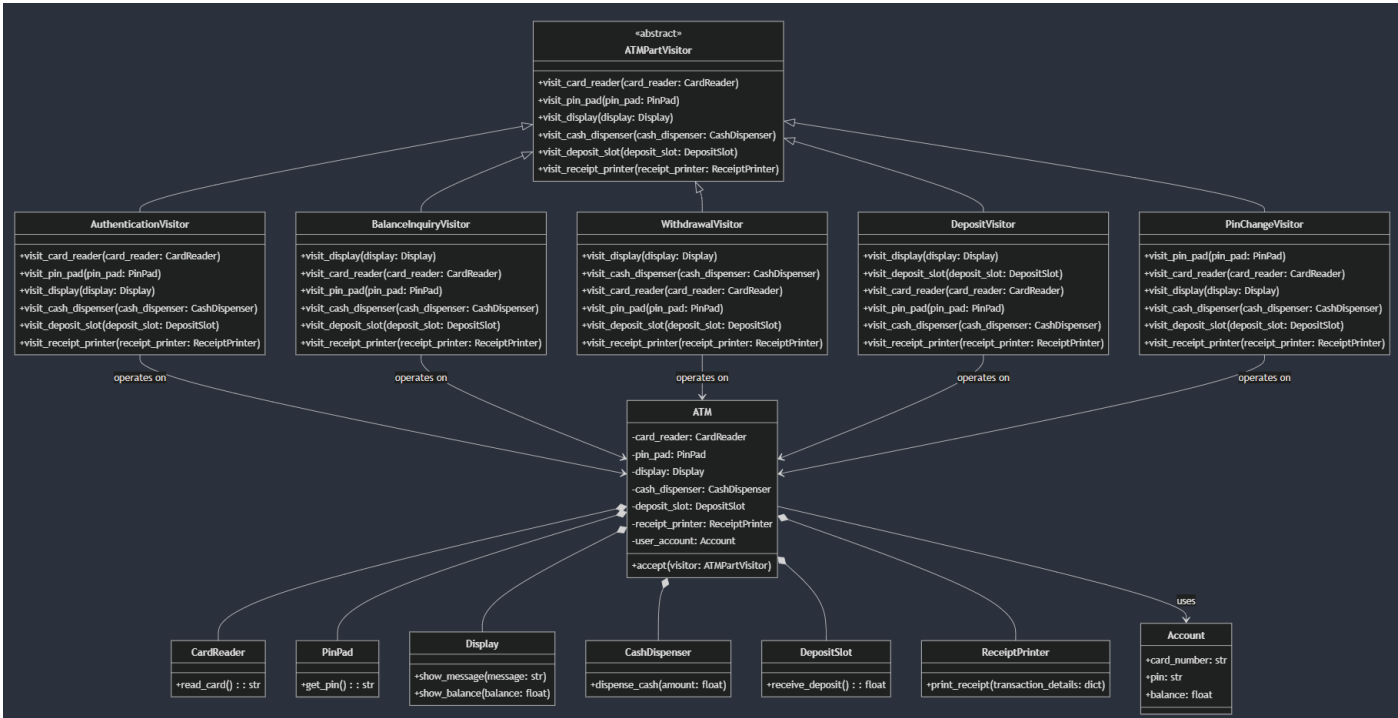 «abstract»
ATMPartVisitor
+visit_card_reader(card_reader: CardReader)
+visit_pin_pad(pin_pad: PinPad)
+visit_display(display: Display)
+visit_cash_dispenser(cash_dispenser: CashDispenser)
+visit_deposit_slot(deposit_slot: DepositSlot)
+visit_receipt_printer(receipt_printer: ReceiptPrinter)
AuthenticationVisitor
+visit_card_reader(card_reader: CardReader)
+visit_pin_pad(pin_pad: PinPad)
+visit_display(display: Display)
+visit_cash_dispenser(cash_dispenser: CashDispenser)
+visit_deposit_slot(deposit_slot: DepositSlot)
+visit_receipt_printer(receipt_printer: ReceiptPrinter)
BalanceInquiryVisitor
+visit_display(display: Display)
+visit_card_reader(card_reader: CardReader)
+visit_pin_pad(pin_pad: PinPad)
+visit_cash_dispenser(cash_dispenser: CashDispenser)
+visit_deposit_slot(deposit_slot: DepositSlot)
+visit_receipt_printer(receipt_printer: ReceiptPrinter)
WithdrawalVisitor
+visit_display(display: Display)
+visit_cash_dispenser(cash_dispenser: CashDispenser)
+visit_card_reader(card_reader: CardReader)
+visit_pin_pad(pin_pad: PinPad)
+visit_deposit_slot(deposit_slot: DepositSlot)
+visit_receipt_printer(receipt_printer: ReceiptPrinter)
DepositVisitor
+visit_display(display: Display)
+visit_deposit_slot(deposit_slot: DepositSlot)
+visit_card_reader(card_reader: CardReader)
+visit_pin_pad(pin_pad: PinPad)
+visit_cash_dispenser(cash_dispenser: CashDispenser)
+visit_receipt_printer(receipt_printer: ReceiptPrinter)
PinChangeVisitor
+visit_pin_pad(pin_pad: PinPad)
+visit_card_reader(card_reader: CardReader)
+visit_display(display: Display)
+visit_cash_dispenser(cash_dispenser: CashDispenser)
+visit_deposit_slot(deposit_slot: DepositSlot)
+visit_receipt_printer(receipt_printer: ReceiptPrinter)
operates on
operates on
operates on
operates on
operates on
ATM
-card_reader: CardReader
-pin_pad: PinPad
-display: Display
-cash_dispenser: CashDispenser
-deposit_slot: DepositSlot
-receipt_printer: ReceiptPrinter
-user_account: Account
+accept(visitor: ATMPartVisitor)
uses
CardReader
+read_card() : : str
PinPad
+get_pin() : : str
Display
+show_message(message: str)
+show_balance(balance: float)
CashDispenser
+dispense_cash(amount: float)
DepositSlot
+receive_deposit() : : float
ReceiptPrinter
+print_receipt(transaction_details: dict)
Account
+card_number: str
+pin: str
+balance: float